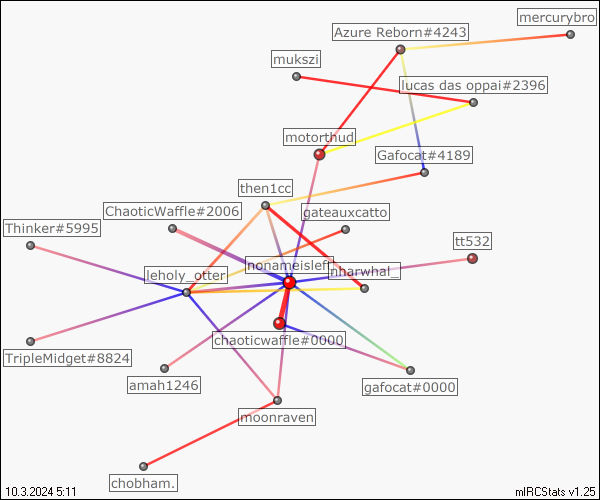 mercurybro
Azure Reborn#4243
mukszi
lucas das oppai#2396
motorthud
Gafocat#4189
then1cc
ChaoticWaffle#2006
gateauxcatto
Thinker#5995
tt532
nonameisleft
nharwhal_
leholy_otter
chaoticwaffle#0000
TripleMidget#8824
amah1246
gafocat#0000
moonraven
chobham.
10.3.2024 5:11
mIRCStats v1.25